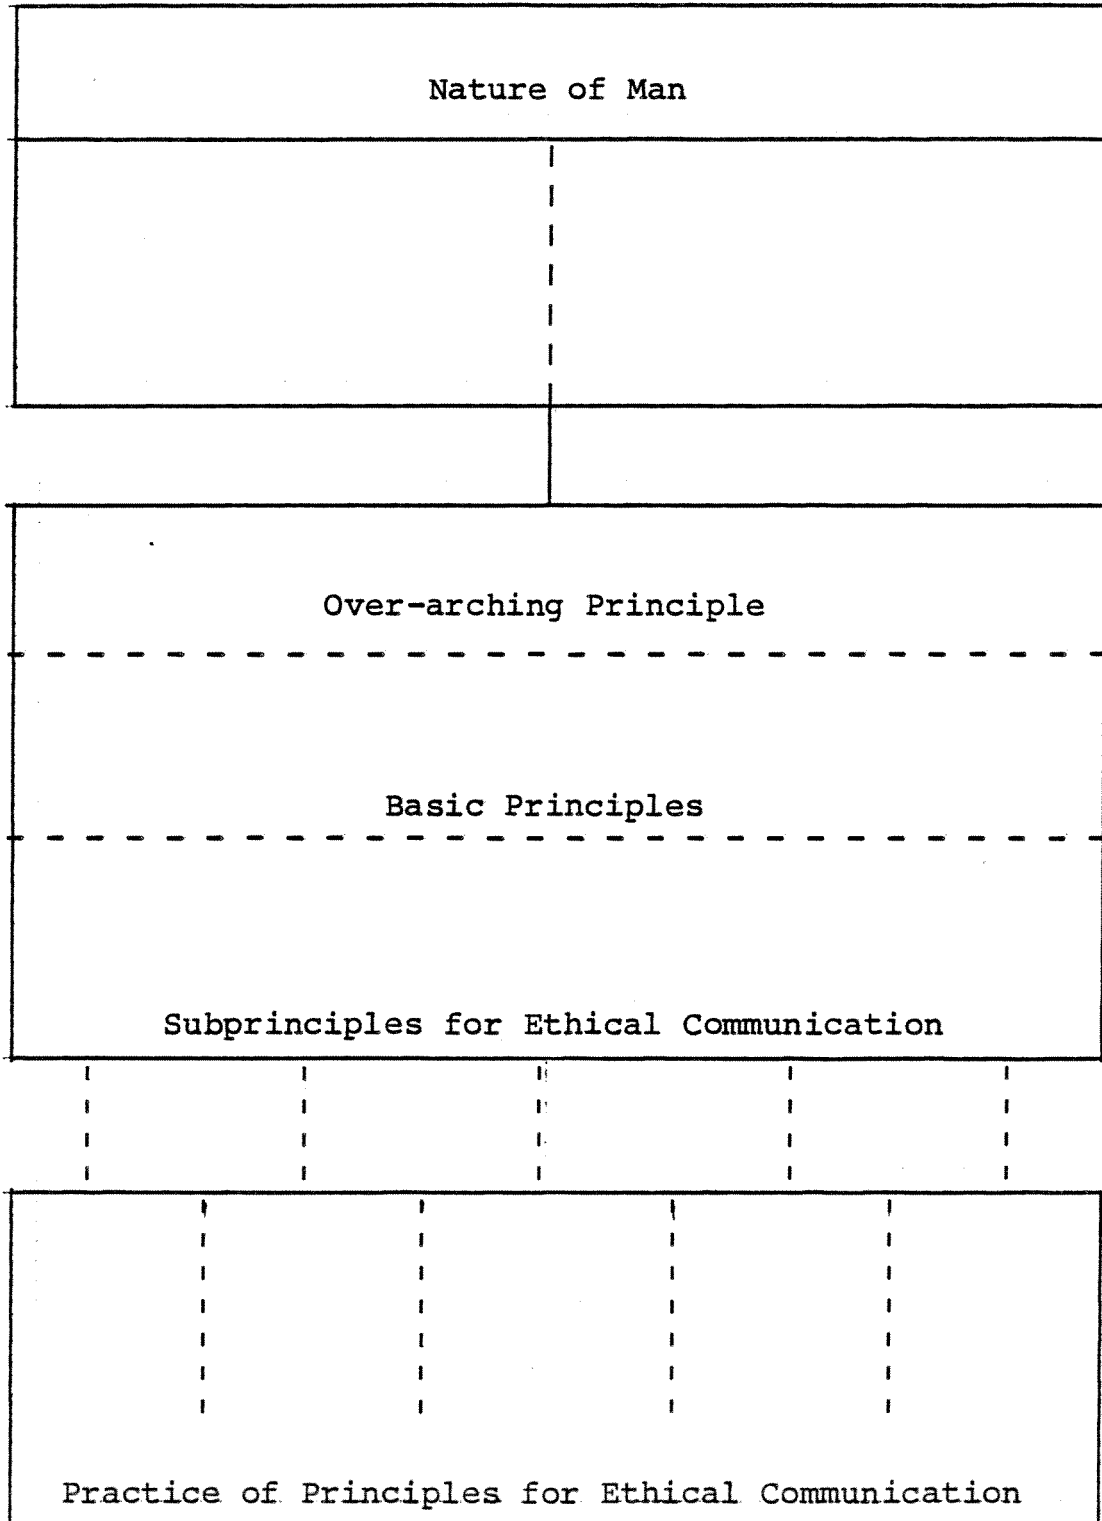 Nature of Man
Over-arching Principle
Basic Principles
Subprinciples for Ethical Communication
Practice of Principles for Ethical Communication